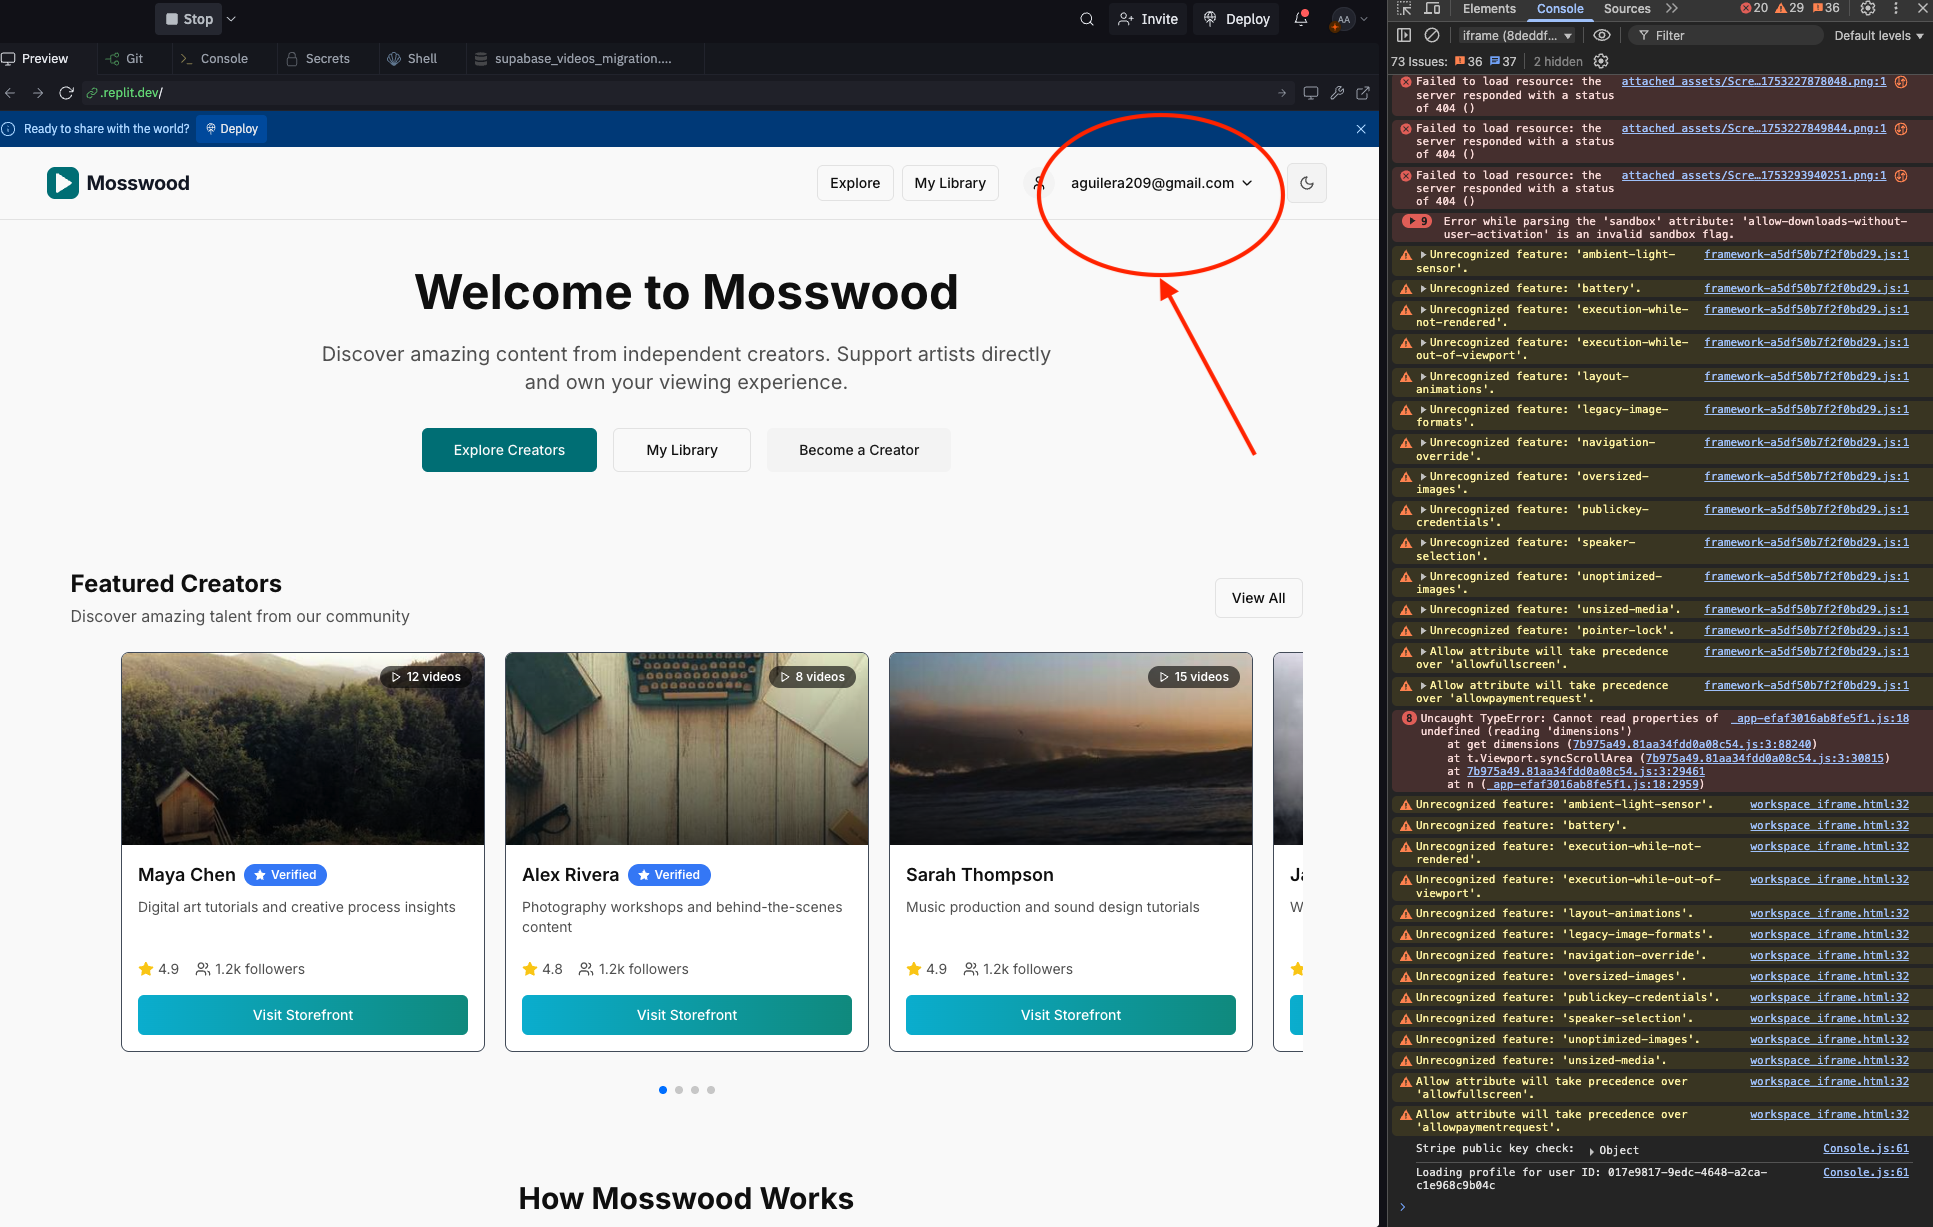 Stop
Invite
Deploy
AA
Preview
Git
Console
Secrets
Shell
supabase_videos_migration....
.replit.dev/
Ready to share with the world?
Deploy
Mosswood
Explore
My Library
aguilera209@gmail.com
Welcome to Mosswood
Discover amazing content from independent creators. Support artists directly
and own your viewing experience.
Explore Creators
My Library
Become a Creator
Featured Creators
Discover amazing talent from our community
View All
12 videos
8 videos
15 videos
Maya Chen
Verified
Digital art tutorials and creative process insights
4.9
1.2k followers
Visit Storefront
Alex Rivera
Verified
Photography workshops and behind-the-scenes
content
4.8
1.2k followers
Visit Storefront
Sarah Thompson
Music production and sound design tutorials
4.9
1.2k followers
Visit Storefront
How Mosswood Works
Elements
Console
Sources
20
29
36
iframe (8deddf...
Filter
Default levels
73 Issues:
36
37
2 hidden
Failed to load resource: the attached_assets/Scre…1753227878048.png:1
server responded with a status
of 404 ()
Failed to load resource: the attached_assets/Scre…1753227849844.png:1
server responded with a status
of 404 ()
Failed to load resource: the attached_assets/Scre…1753293940251.png:1
server responded with a status
of 404 ()
9 Error while parsing the 'sandbox' attribute: 'allow-downloads-without-
user-activation' is an invalid sandbox flag.
Unrecognized feature: 'ambient-light- framework-a5df50b7f2f0bd29.js:1
sensor'.
Unrecognized feature: 'battery'. framework-a5df50b7f2f0bd29.js:1
Unrecognized feature: 'execution-while- framework-a5df50b7f2f0bd29.js:1
not-rendered'.
Unrecognized feature: 'execution-while- framework-a5df50b7f2f0bd29.js:1
out-of-viewport'.
Unrecognized feature: 'layout- framework-a5df50b7f2f0bd29.js:1
animations'.
Unrecognized feature: 'legacy-image- framework-a5df50b7f2f0bd29.js:1
formats'.
Unrecognized feature: 'navigation- framework-a5df50b7f2f0bd29.js:1
override'.
Unrecognized feature: 'oversized- framework-a5df50b7f2f0bd29.js:1
images'.
Unrecognized feature: 'publickey- framework-a5df50b7f2f0bd29.js:1
credentials'.
Unrecognized feature: 'speaker- framework-a5df50b7f2f0bd29.js:1
selection'.
Unrecognized feature: 'unoptimized- framework-a5df50b7f2f0bd29.js:1
images'.
Unrecognized feature: 'unsized-media'. framework-a5df50b7f2f0bd29.js:1
Unrecognized feature: 'pointer-lock'. framework-a5df50b7f2f0bd29.js:1
Allow attribute will take precedence framework-a5df50b7f2f0bd29.js:1
over 'allowfullscreen'.
Allow attribute will take precedence framework-a5df50b7f2f0bd29.js:1
over 'allowpaymentrequest'.
8 Uncaught TypeError: Cannot read properties of _app-efaf3016ab8fe5f1.js:18
undefined (reading 'dimensions')
at get dimensions (7b975a49.81aa34fdd0a08c54.js:3:88240)
at t.Viewport.syncScrollArea (7b975a49.81aa34fdd0a08c54.js:3:30815)
at 7b975a49.81aa34fdd0a08c54.js:3:29461
at n (_app-efaf3016ab8fe5f1.js:18:2959)
Unrecognized feature: 'ambient-light-sensor'. workspace_iframe.html:32
Unrecognized feature: 'battery'. workspace_iframe.html:32
Unrecognized feature: 'execution-while-not- workspace_iframe.html:32
rendered'.
Unrecognized feature: 'execution-while-out-of- workspace_iframe.html:32
viewport'.
Unrecognized feature: 'layout-animations'. workspace_iframe.html:32
Unrecognized feature: 'legacy-image-formats'. workspace_iframe.html:32
Unrecognized feature: 'navigation-override'. workspace_iframe.html:32
Unrecognized feature: 'oversized-images'. workspace_iframe.html:32
Unrecognized feature: 'publickey-credentials'. workspace_iframe.html:32
Unrecognized feature: 'speaker-selection'. workspace_iframe.html:32
Unrecognized feature: 'unoptimized-images'. workspace_iframe.html:32
Unrecognized feature: 'unsized-media'. workspace_iframe.html:32
Allow attribute will take precedence over workspace_iframe.html:32
'allowfullscreen'.
Allow attribute will take precedence over workspace_iframe.html:32
'allowpaymentrequest'.
Stripe public key check: Object Console.js:61
Loading profile for user ID: 017e9817-9edc-4648-a2ca- Console.js:61
c1e968c9b04c